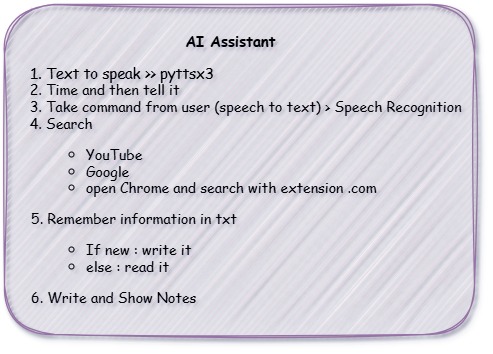 AI Assistant
1. Text to speak >> pyttsx3
2. Time and then tell it
3. Take command from user (speech to text) > Speech Recognition
4. Search
YouTube
Google
open Chrome and search with extension .com
5. Remember information in txt
If new : write it
else : read it
6. Write and Show Notes